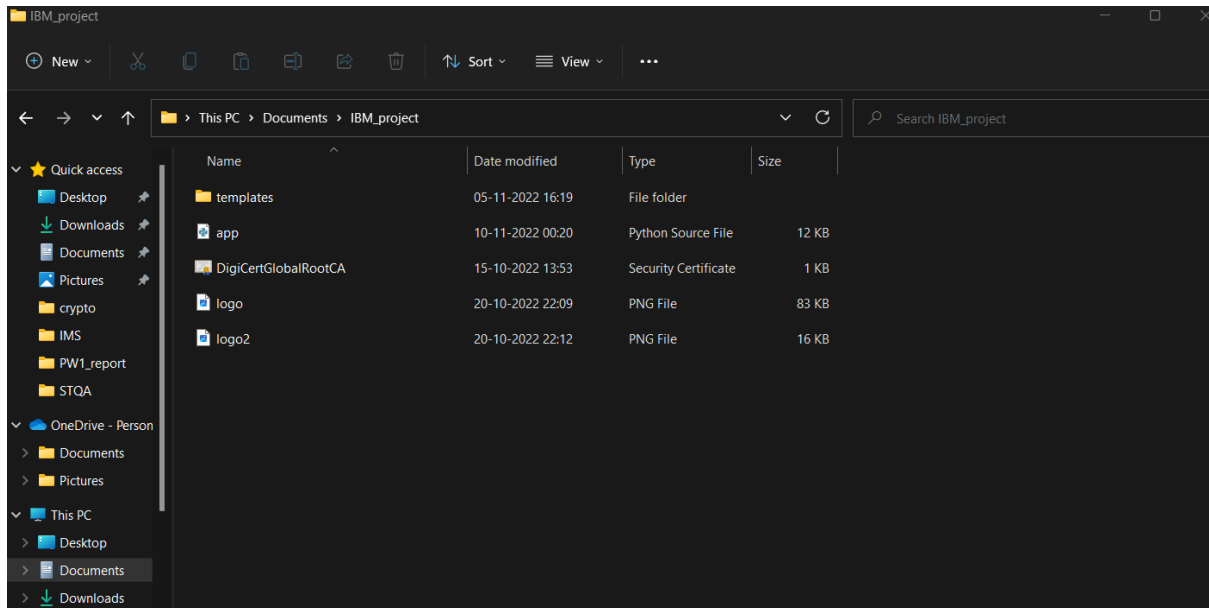 IBM_project
New Sort View
This PC Documents IBM_project Search IBM_project
Quick access
Desktop
Downloads
Documents
Pictures
crypto
IMS
PW1_report
STQA
OneDrive - Person
Documents
Pictures
This PC
Desktop
Documents
Downloads
Name Date modified Type Size
templates 05-11-2022 16:19 File folder
app 10-11-2022 00:20 Python Source File 12 KB
DigiCertGlobalRootCA 15-10-2022 13:53 Security Certificate 1 KB
logo 20-10-2022 22:09 PNG File 83 KB
logo2 20-10-2022 22:12 PNG File 16 KB